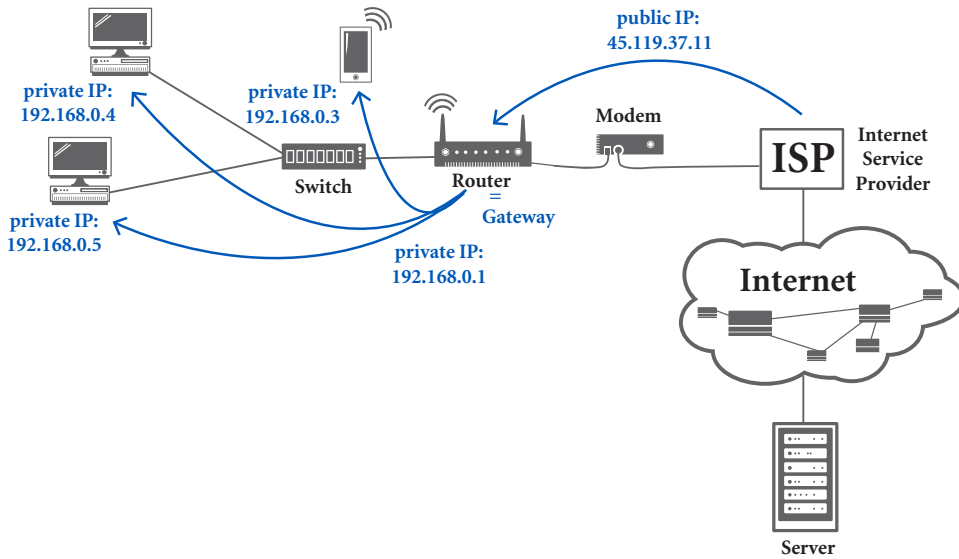 public IP:
45.119.37.11
private IP:
192.168.0.4
private IP:
192.168.0.3
Modem
ISP
Internet
Service
Provider
Switch
Router
=
Gateway
private IP:
192.168.0.5
private IP:
192.168.0.1
Internet
Server